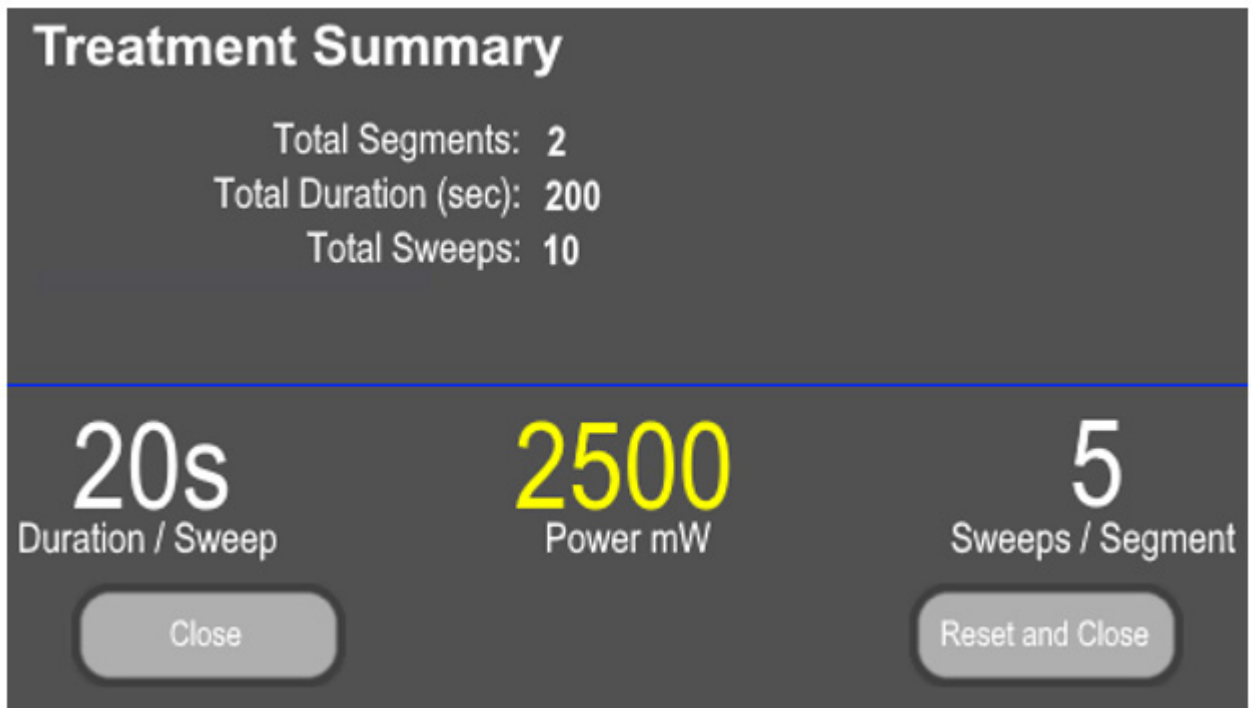 Treatment Summary
Total Segments: 2
Total Duration (sec): 200
Total Sweeps: 10
20s 2500 5
Duration / Sweep Power mW Sweeps / Segment
Close Reset and Close